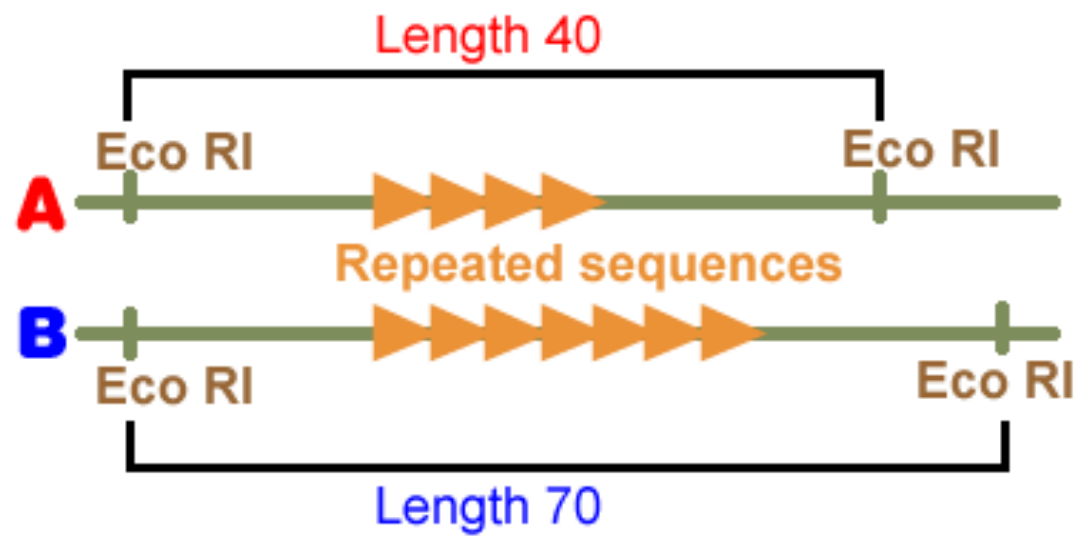 Length 40
Eco RI Eco RI
A
Repeated sequences
B
Eco RI Eco RI
Length 70